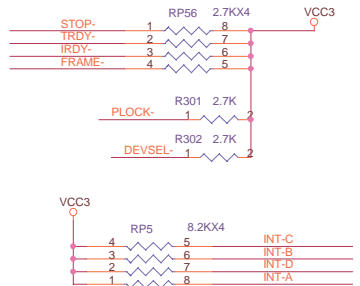 RP56 2.7KX4 VCC3
STOP- 1 8
TRDY- 2 7
IRDY- 3 6
FRAME- 4 5
R301 2.7K
PLOCK- 1 2
R302 2.7K
DEVSEL- 1 2
VCC3
RP5 8.2KX4
4 5 INT-C
3 6 INT-B
2 7 INT-D
1 8 INT-A